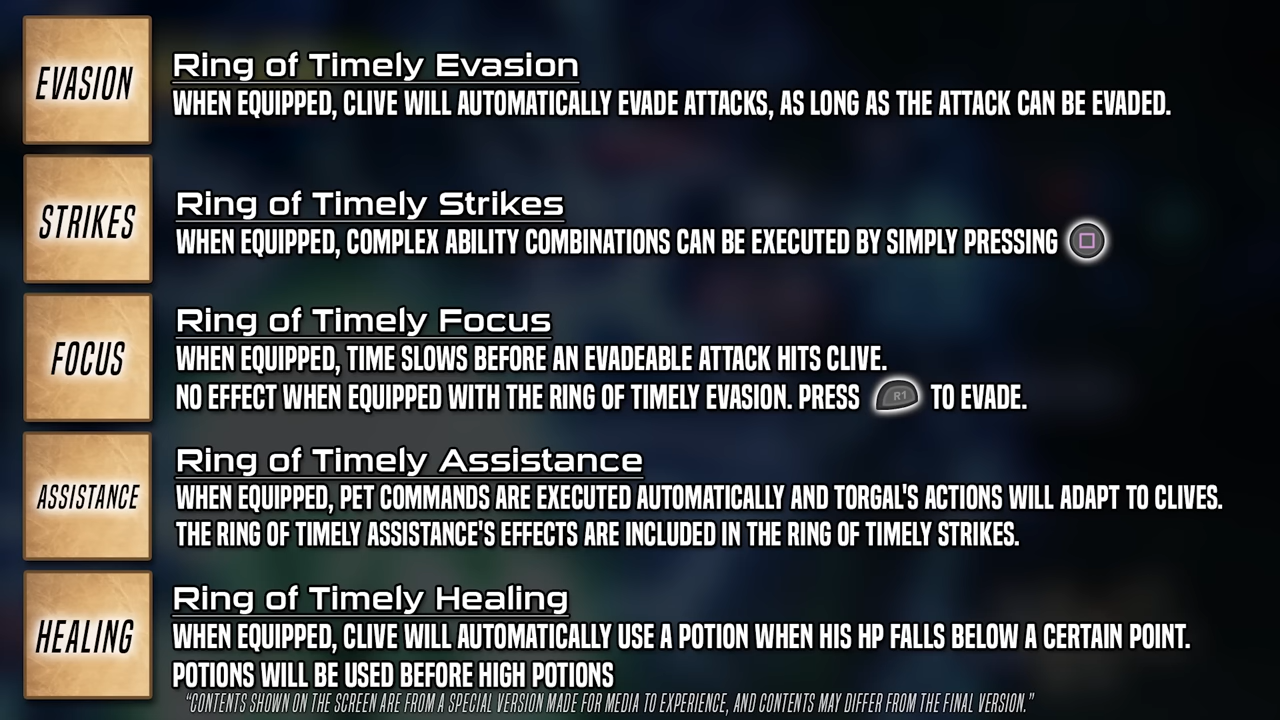 EVASION
Ring of Timely Evasion
WHEN EQUIPPED, CLIVE WILL AUTOMATICALLY EVADE ATTACKS, AS LONG AS THE ATTACK CAN BE EVADED.
STRIKES
Ring of Timely Strikes
WHEN EQUIPPED, COMPLEX ABILITY COMBINATIONS CAN BE EXECUTED BY SIMPLY PRESSING
FOCUS
Ring of Timely Focus
WHEN EQUIPPED, TIME SLOWS BEFORE AN EVADEABLE ATTACK HITS CLIVE.
NO EFFECT WHEN EQUIPPED WITH THE RING OF TIMELY EVASION. PRESS R1 TO EVADE.
ASSISTANCE
Ring of Timely Assistance
WHEN EQUIPPED, PET COMMANDS ARE EXECUTED AUTOMATICALLY AND TORGAL'S ACTIONS WILL ADAPT TO CLIVES.
THE RING OF TIMELY ASSISTANCE'S EFFECTS ARE INCLUDED IN THE RING OF TIMELY STRIKES.
HEALING
Ring of Timely Healing
WHEN EQUIPPED, CLIVE WILL AUTOMATICALLY USE A POTION WHEN HIS HP FALLS BELOW A CERTAIN POINT.
POTIONS WILL BE USED BEFORE HIGH POTIONS
"CONTENTS SHOWN ON THE SCREEN ARE FROM A SPECIAL VERSION MADE FOR MEDIA TO EXPERIENCE, AND CONTENTS MAY DIFFER FROM THE FINAL VERSION."